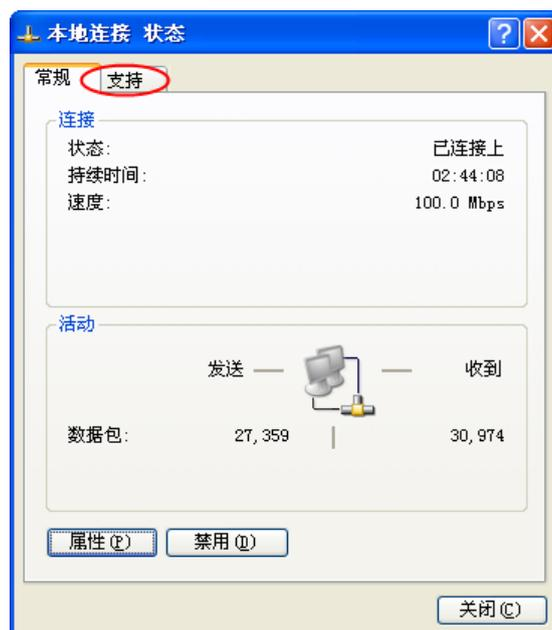 本地连接 状态
常规 支持
连接
状态: 已连接上
持续时间: 02:44:08
速度: 100.0 Mbps
活动
发送 收到
数据包: 27,359 30,974
属性(P) 禁用(D)
关闭(C)